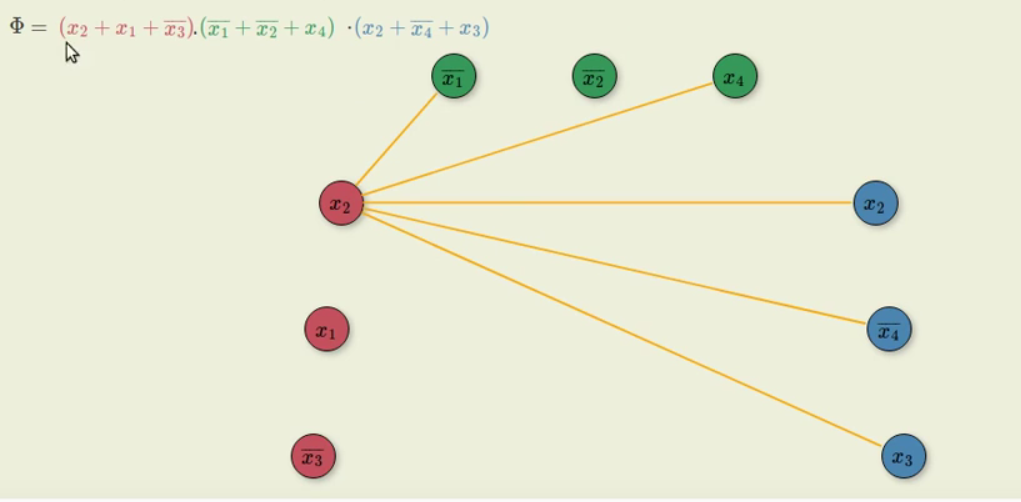 Φ = (x₂ + x₁ + x̅₃).(x̅₁ + x̅₂ + x₄) ·(x₂ + x̅₄ + x₃)
x̅₁ x̅₂ x₄
x₂ x₂
x̅₄
x₁
x̅₃ x₃